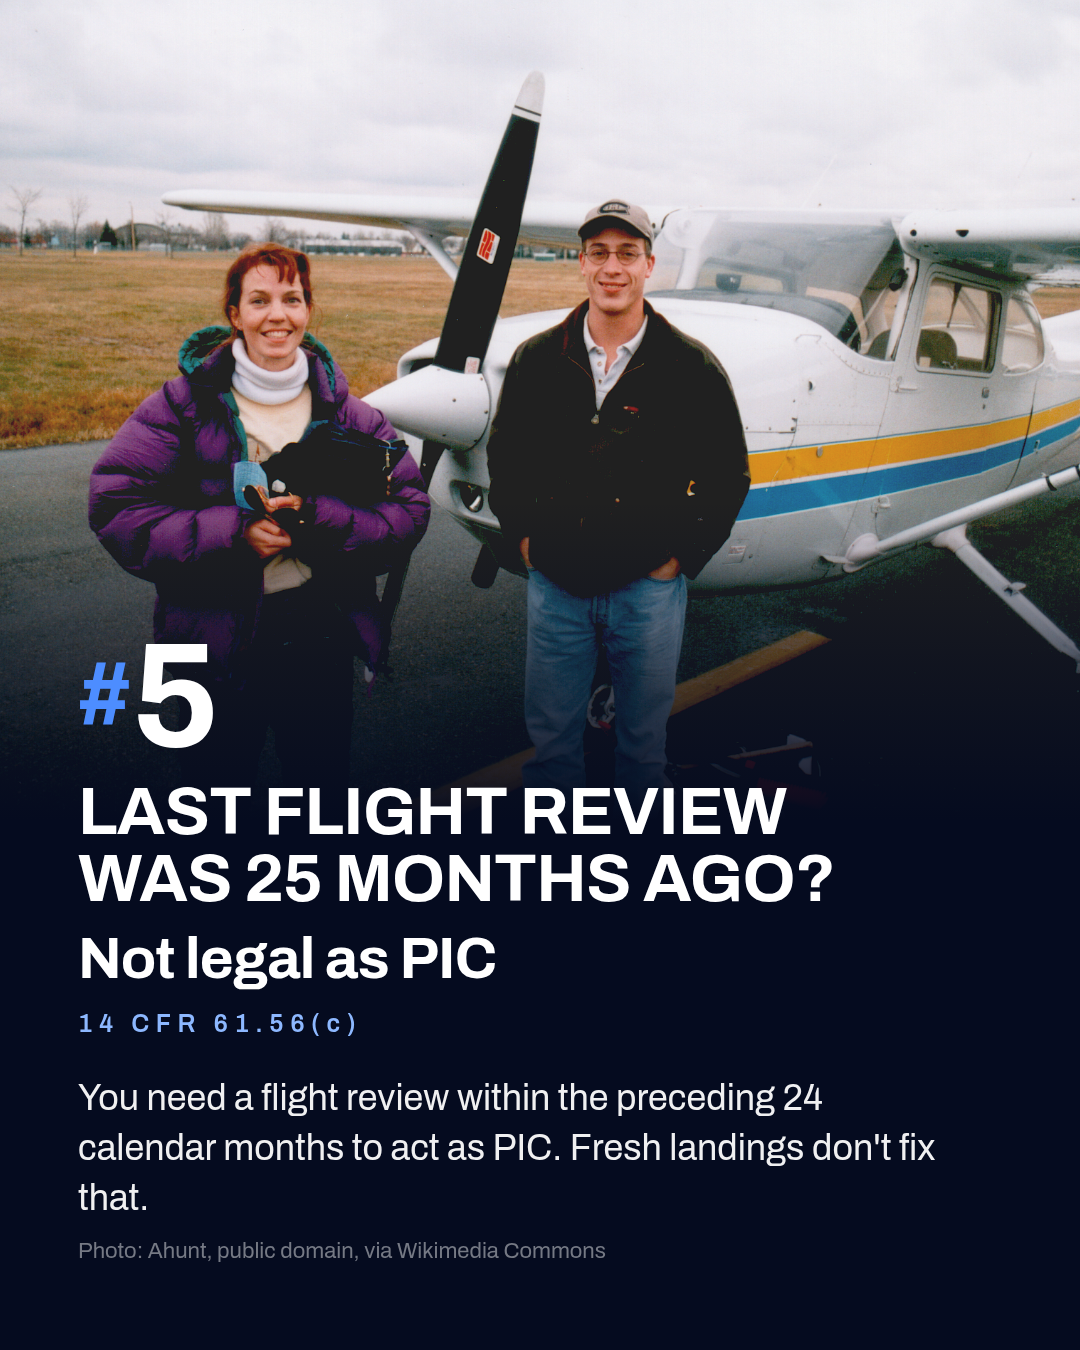 #5
LAST FLIGHT REVIEW
WAS 25 MONTHS AGO?
Not legal as PIC
14 CFR 61.56(c)
You need a flight review within the preceding 24
calendar months to act as PIC. Fresh landings don't fix
that.
Photo: Ahunt, public domain, via Wikimedia Commons